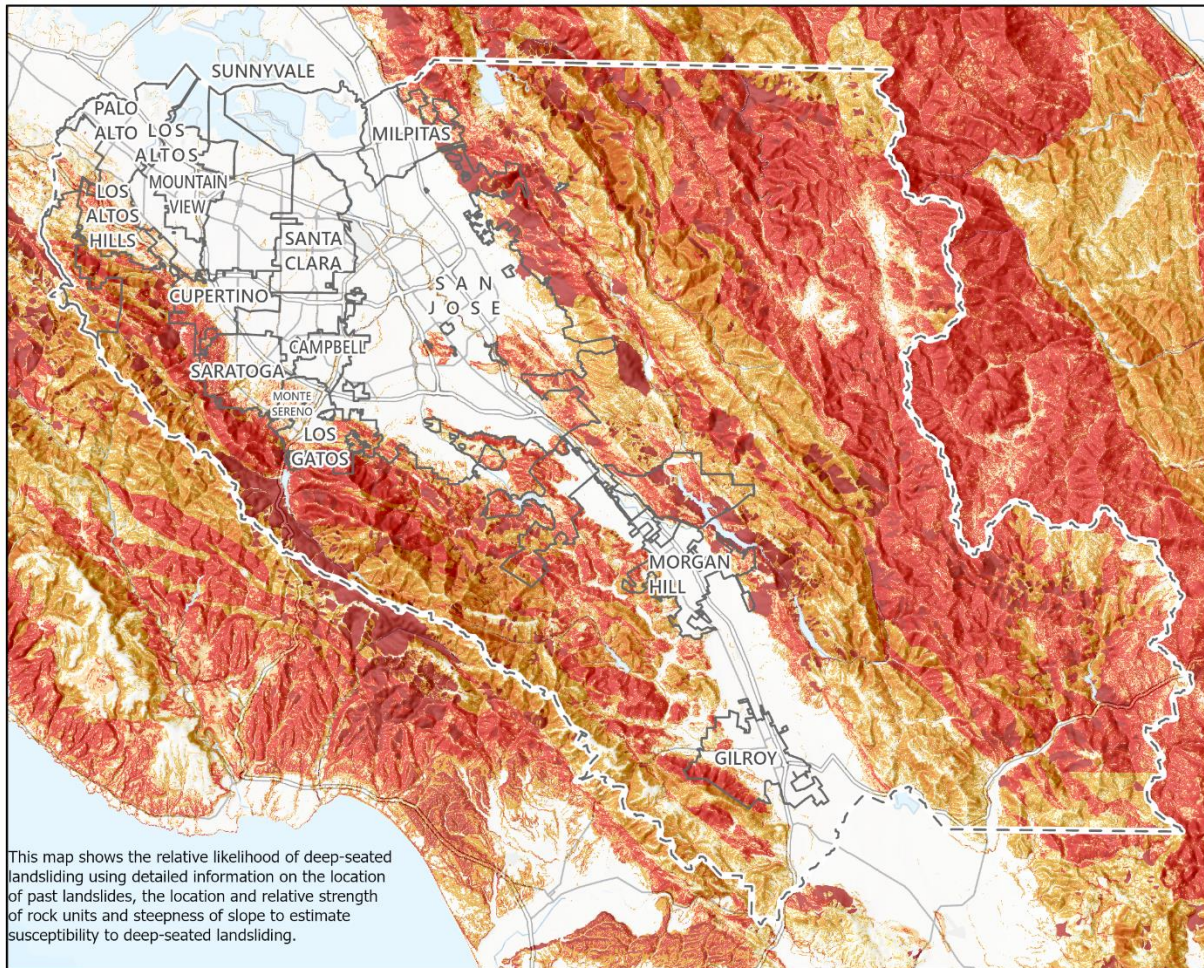 SUNNYVALE
PALO
ALTO
LOS
ALTOS
MILPITAS
MOUNTAIN
VIEW
LOS
ALTOS
HILLS
SANTA
CLARA
SAN
JOSE
CUPERTINO
CAMPBELL
SARATOGA
MONTE
SERENO
LOS
GATOS
MORGAN
HILL
GILROY
This map shows the relative likelihood of deep-seated
landsliding using detailed information on the location
of past landslides, the location and relative strength
of rock units and steepness of slope to estimate
susceptibility to deep-seated landsliding.